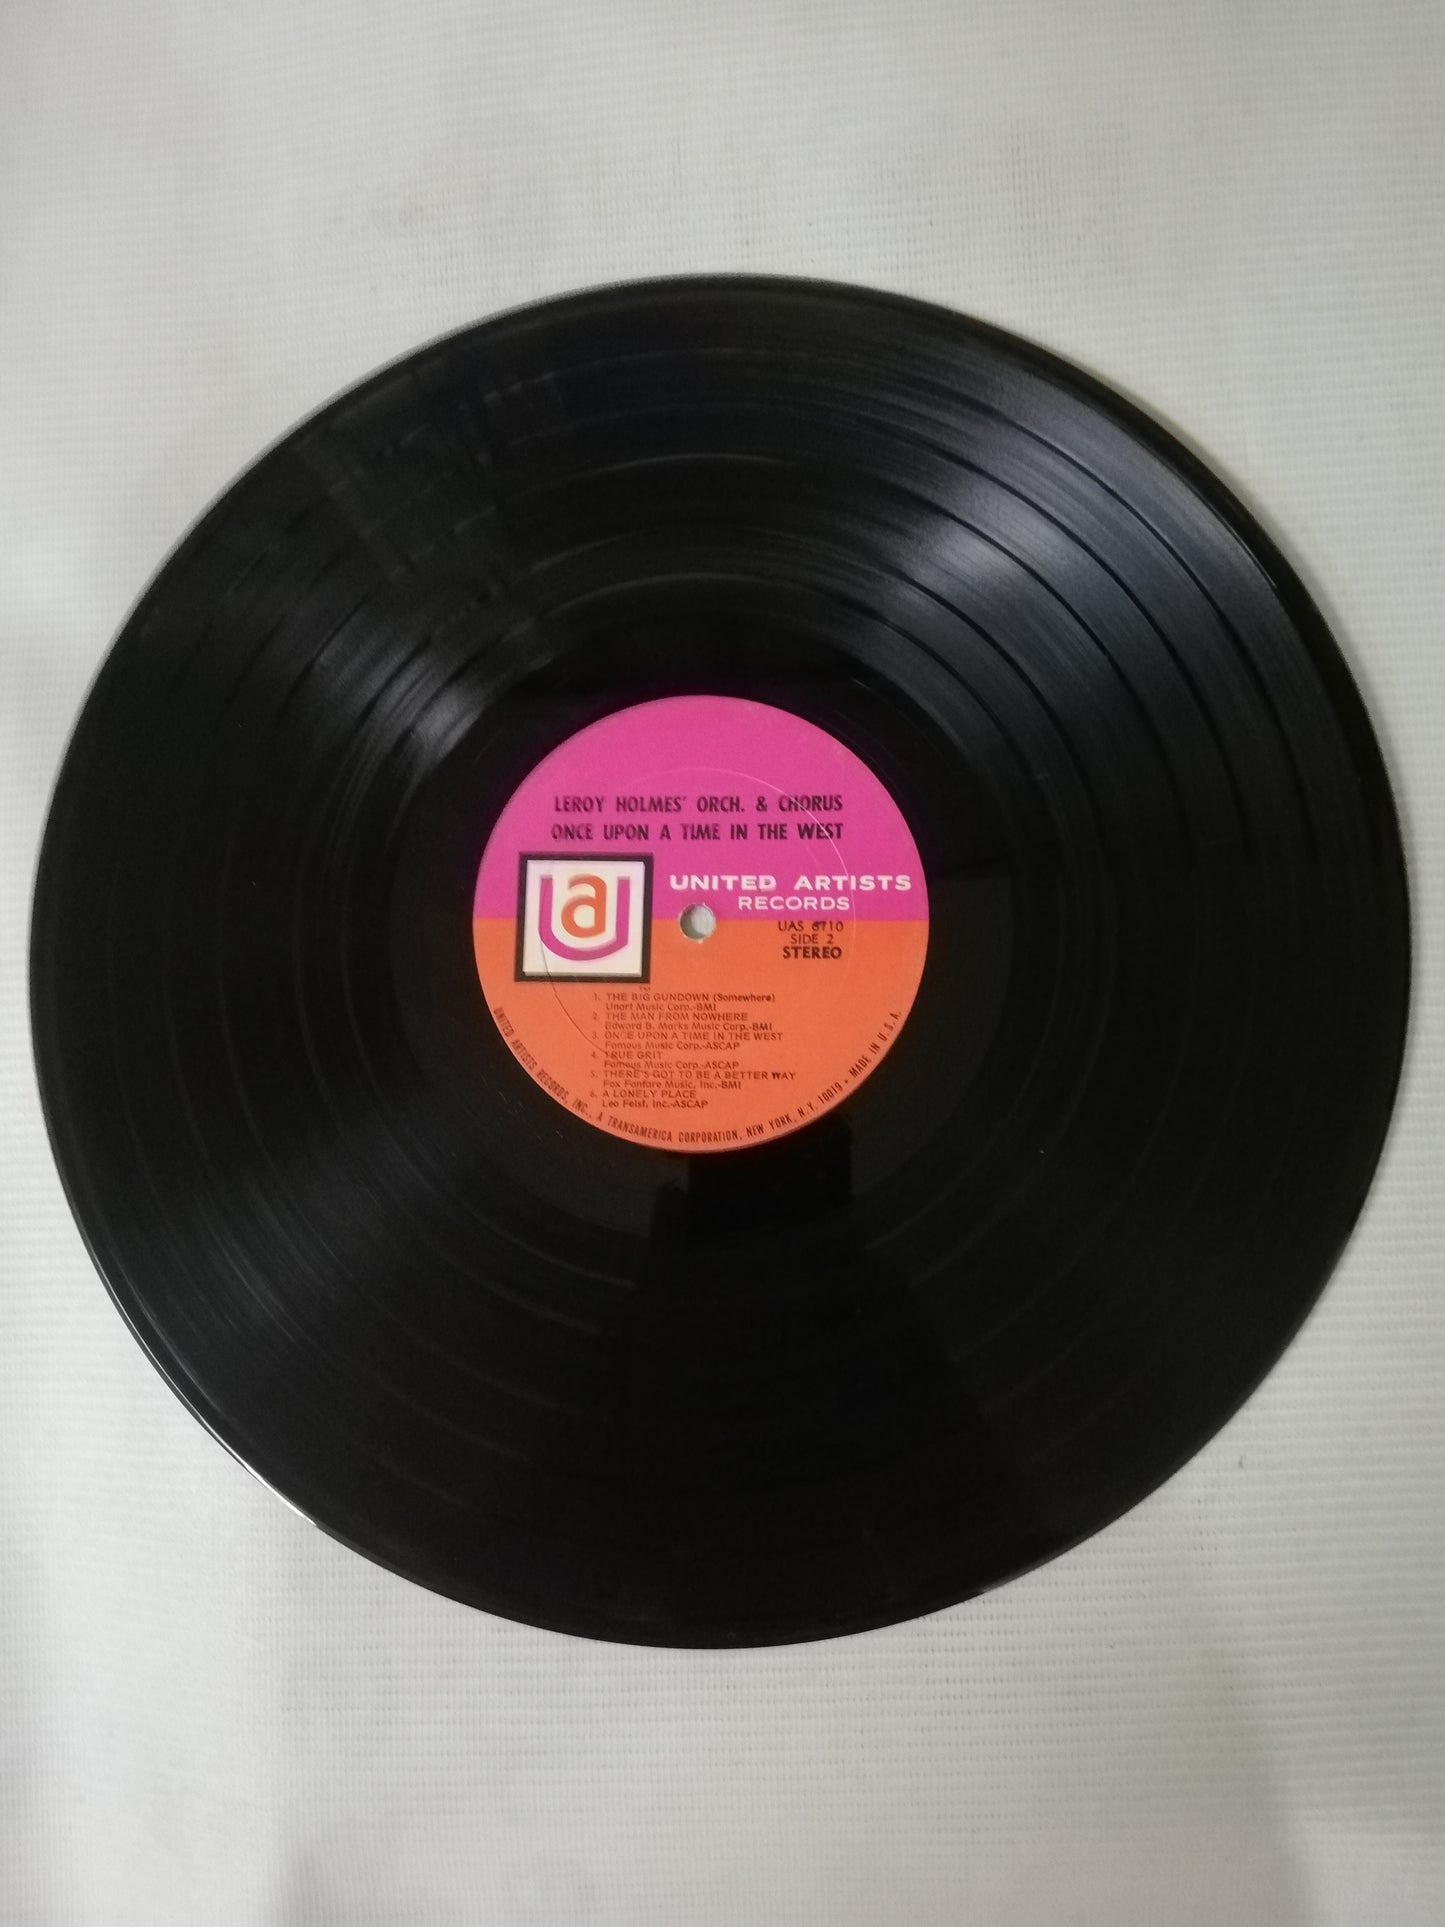 LEROY HOLMES' ORCH. & CHORUS
ONCE UPON A TIME IN THE WEST
ua
UNITED ARTISTS
RECORDS
UAS 6710
SIDE 2
STEREO
TM
1. THE BIG GUNDOWN (Somewhere)
Unart Music Corp.-BMI
2. THE MAN FROM NOWHERE
Edward B. Marks Music Corp.-BMI
3. ONCE UPON A TIME IN THE WEST
Famous Music Corp.-ASCAP
4. TRUE GRIT
Famous Music Corp.-ASCAP
5. THERE'S GOT TO BE A BETTER WAY
Fox Fanfare Music, Inc.-BMI
6. A LONELY PLACE
Leo Feist, Inc.-ASCAP
UNITED ARTISTS RECORDS, INC., A TRANSAMERICA CORPORATION, NEW YORK, N.Y. 10019 • MADE IN U.S.A.